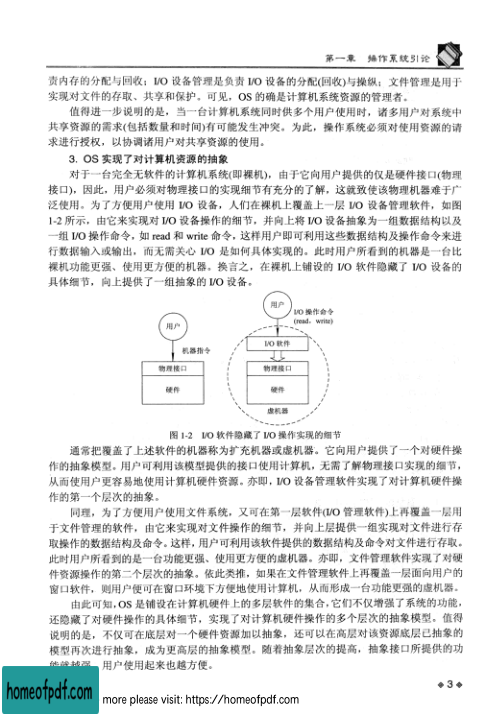 第一章 操作系统引论
责内存的分配与回收；I/O 设备管理是负责 I/O 设备的分配(回收)与操纵；文件管理是用于
实现对文件的存取、共享和保护。可见，OS 的确是计算机系统资源的管理者。
值得进一步说明的是，当一台计算机系统同时供多个用户使用时，诸多用户对系统中
共享资源的需求(包括数量和时间)有可能发生冲突。为此，操作系统必须对使用资源的请
求进行授权，以协调诸用户对共享资源的使用。
3. OS 实现了对计算机资源的抽象
对于一台完全无软件的计算机系统(即裸机)，由于它向用户提供的仅是硬件接口(物理
接口)，因此，用户必须对物理接口的实现细节有充分的了解，这就致使该物理机器难于广
泛使用。为了方便用户使用 I/O 设备，人们在裸机上覆盖上一层 I/O 设备管理软件，如图
1-2 所示，由它来实现对 I/O 设备操作的细节，并向上将 I/O 设备抽象为一组数据结构以及
一组 I/O 操作命令，如 read 和 write 命令，这样用户即可利用这些数据结构及操作命令来进
行数据输入或输出，而无需关心 I/O 是如何具体实现的。此时用户所看到的机器是一台比
裸机功能更强、使用更方便的机器。换言之，在裸机上铺设的 I/O 软件隐藏了 I/O 设备的
具体细节，向上提供了一组抽象的 I/O 设备。
用户
机器指令
物理接口
硬件
用户
I/O 操作命令
(read，write)
I/O 软件
物理接口
硬件
虚机器
图 1-2 I/O 软件隐藏了 I/O 操作实现的细节
通常把覆盖了上述软件的机器称为扩充机器或虚机器。它向用户提供了一个对硬件操
作的抽象模型。用户可利用该模型提供的接口使用计算机，无需了解物理接口实现的细节，
从而使用户更容易地使用计算机硬件资源。亦即，I/O 设备管理软件实现了对计算机硬件操
作的第一个层次的抽象。
同理，为了方便用户使用文件系统，又可在第一层软件(I/O 管理软件)上再覆盖一层用
于文件管理的软件，由它来实现对文件操作的细节，并向上层提供一组实现对文件进行存
取操作的数据结构及命令。这样，用户可利用该软件提供的数据结构及命令对文件进行存取。
此时用户所看到的是一台功能更强、使用更方便的虚机器。亦即，文件管理软件实现了对硬
件资源操作的第二个层次的抽象。依此类推，如果在文件管理软件上再覆盖一层面向用户的
窗口软件，则用户便可在窗口环境下方便地使用计算机，从而形成一台功能更强的虚机器。
由此可知，OS 是铺设在计算机硬件上的多层软件的集合，它们不仅增强了系统的功能，
还隐藏了对硬件操作的具体细节，实现了对计算机硬件操作的多个层次的抽象模型。值得
说明的是，不仅可在底层对一个硬件资源加以抽象，还可以在高层对该资源底层已抽象的
模型再次进行抽象，成为更高层的抽象模型。随着抽象层次的提高，抽象接口所提供的功
能就越强，用户使用起来也越方便。
3
homeofpdf.com
more please visit: https://homeofpdf.com